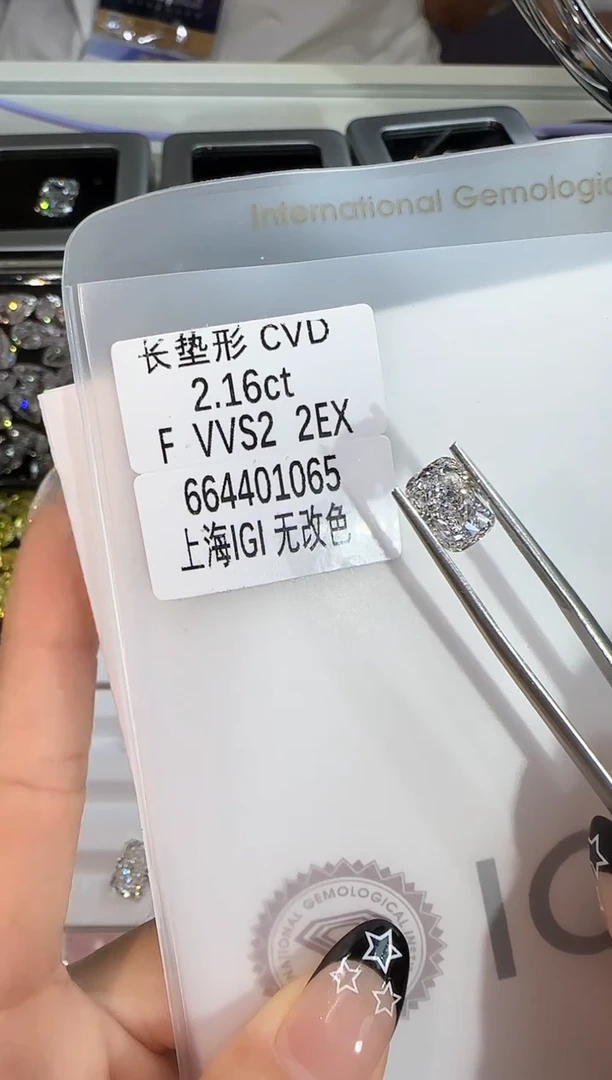 International Gemologic
长垫形 CVD
2.16ct
F VVS2 2EX
664401065
上海IGI 无改色
GEMOLOGICAL